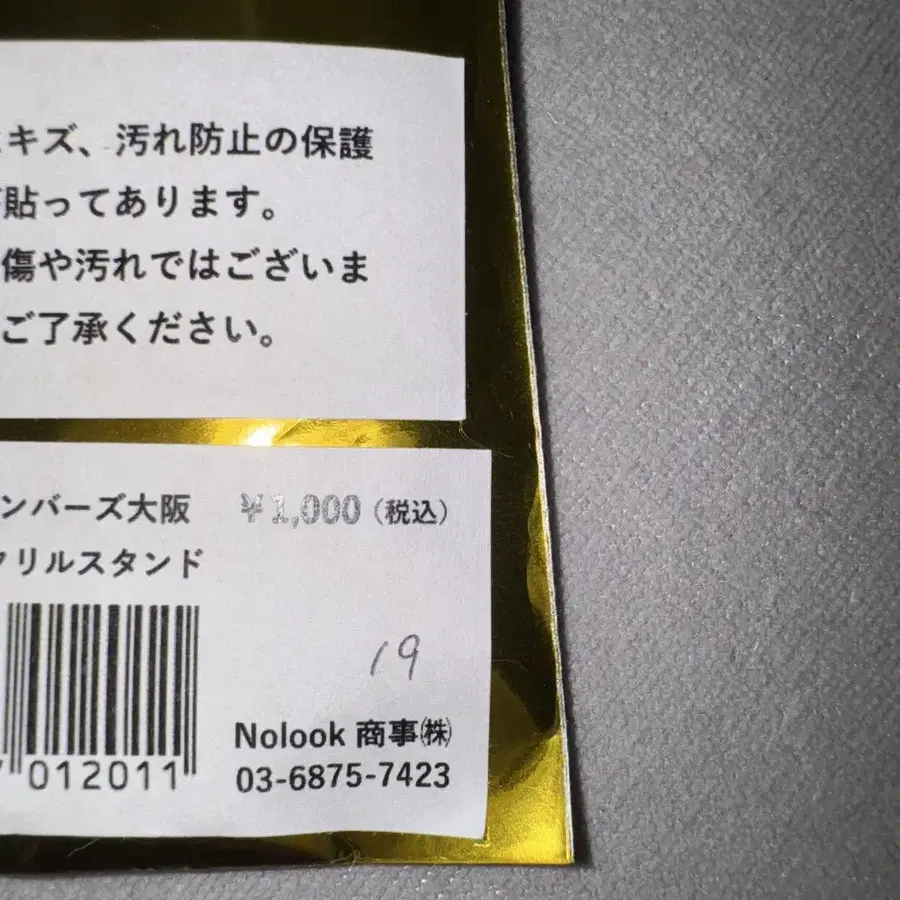 キズ、汚れ防止の保護
貼ってあります。
傷や汚れではございま
ご了承ください。
ンバーズ大阪 ¥1,000（税込）
クリルスタンド
19
Nolook 商事㈱
012011 03-6875-7423